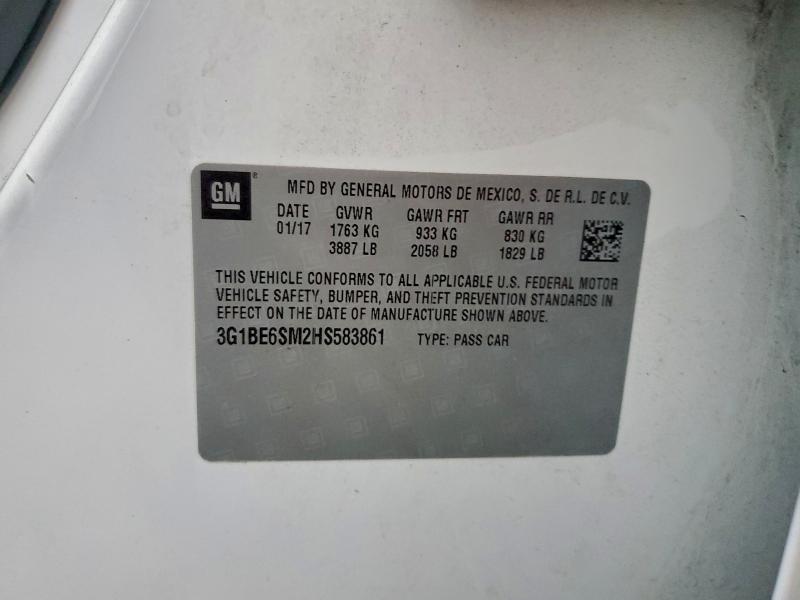 GM ®
MFD BY GENERAL MOTORS DE MEXICO, S. DE R.L. DE C.V.
DATE GVWR GAWR FRT GAWR RR
01/17 1763 KG 933 KG 830 KG
3887 LB 2058 LB 1829 LB
THIS VEHICLE CONFORMS TO ALL APPLICABLE U.S. FEDERAL MOTOR
VEHICLE SAFETY, BUMPER, AND THEFT PREVENTION STANDARDS IN
EFFECT ON THE DATE OF MANUFACTURE SHOWN ABOVE.
3G1BE6SM2HS583861 TYPE: PASS CAR